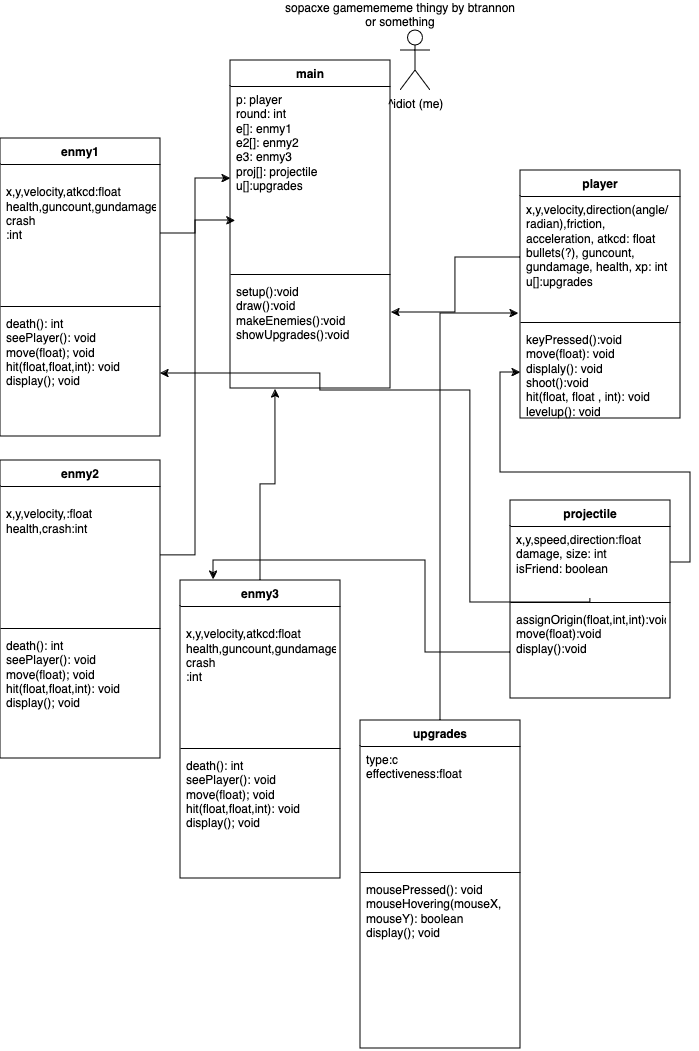 sopacxe gamemememe thingy by btrannon
or something
^idiot (me)
main
p: player
round: int
e[]: enmy1
e2[]: enmy2
e3: enmy3
proj[]: projectile
u[]:upgrades
setup():void
draw():void
makeEnemies():void
showUpgrades():void
enmy1
x,y,velocity,atkcd:float
health,guncount,gundamage
crash
:int
death(): int
seePlayer(): void
move(float); void
hit(float,float,int): void
display(); void
player
x,y,velocity,direction(angle/
radian),friction,
acceleration, atkcd: float
bullets(?), guncount,
gundamage, health, xp: int
u[]:upgrades
keyPressed():void
move(float): void
displaly(): void
shoot():void
hit(float, float , int): void
levelup(): void
enmy2
x,y,velocity,:float
health,crash:int
death(): int
seePlayer(): void
move(float); void
hit(float,float,int): void
display(); void
projectile
x,y,speed,direction:float
damage, size: int
isFriend: boolean
assignOrigin(float,int,int):void
move(float):void
display():void
enmy3
x,y,velocity,atkcd:float
health,guncount,gundamage
crash
:int
death(): int
seePlayer(): void
move(float); void
hit(float,float,int): void
display(); void
upgrades
type:c
effectiveness:float
mousePressed(): void
mouseHovering(mouseX,
mouseY): boolean
display(); void